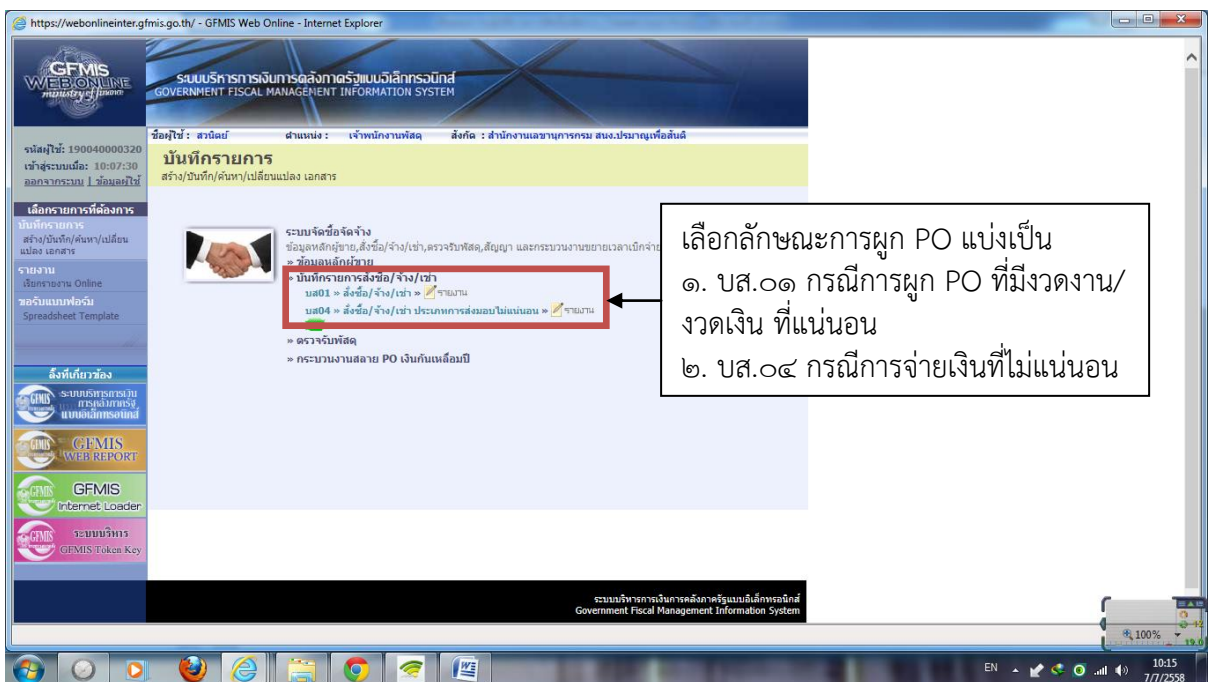 https://webonlineinter.gfmis.go.th/ - GFMIS Web Online - Internet Explorer
GFMIS
WEB ONLINE
ministry of finance
ระบบบริหารการเงินการคลังภาครัฐแบบอิเล็กทรอนิกส์
GOVERNMENT FISCAL MANAGEMENT INFORMATION SYSTEM
ชื่อผู้ใช้ : สวนิตย์ ตำแหน่ง : เจ้าพนักงานพัสดุ สังกัด : สำนักงานเลขานุการกรม สนง.ปรมาณูเพื่อสันติ
รหัสผู้ใช้: 190040000320
เข้าสู่ระบบเมื่อ: 10:07:30
ออกจากระบบ | ข้อมูลผู้ใช้
บันทึกรายการ
สร้าง/บันทึก/ค้นหา/เปลี่ยนแปลง เอกสาร
เลือกรายการที่ต้องการ
บันทึกรายการ
สร้าง/บันทึก/ค้นหา/เปลี่ยน
แปลง เอกสาร
รายงาน
เรียกรายงาน Online
ขอรับแบบฟอร์ม
Spreadsheet Template
ระบบจัดซื้อจัดจ้าง
ข้อมูลหลักผู้ขาย,สั่งซื้อ/จ้าง/เช่า,ตรวจรับพัสดุ,สัญญา และกระบวนงานขยายเวลาเบิกจ่าย
» ข้อมูลหลักผู้ขาย
» บันทึกรายการสั่งซื้อ/จ้าง/เช่า
บส01 » สั่งซื้อ/จ้าง/เช่า » รายงาน
บส04 » สั่งซื้อ/จ้าง/เช่า ประเภทการส่งมอบไม่แน่นอน » รายงาน
» ตรวจรับพัสดุ
» กระบวนงานสลาย PO เงินกันเหลื่อมปี
เลือกลักษณะการผูก PO แบ่งเป็น
๑. บส.๐๑ กรณีการผูก PO ที่มีงวดงาน/
งวดเงิน ที่แน่นอน
๒. บส.๐๔ กรณีการจ่ายเงินที่ไม่แน่นอน
ลิ้งที่เกียวข้อง
GFMIS ระบบบริหารการเงิน
การคลังภาครัฐ
แบบอิเล็กทรอนิกส์
GFMIS GFMIS
WEB REPORT
GFMIS GFMIS
Internet Loader
GFMIS ระบบบริหาร
GFMIS Token Key
ระบบบริหารการเงินการคลังภาครัฐแบบอิเล็กทรอนิกส์
Government Fiscal Management Information System
100%
EN 10:15
7/7/2558